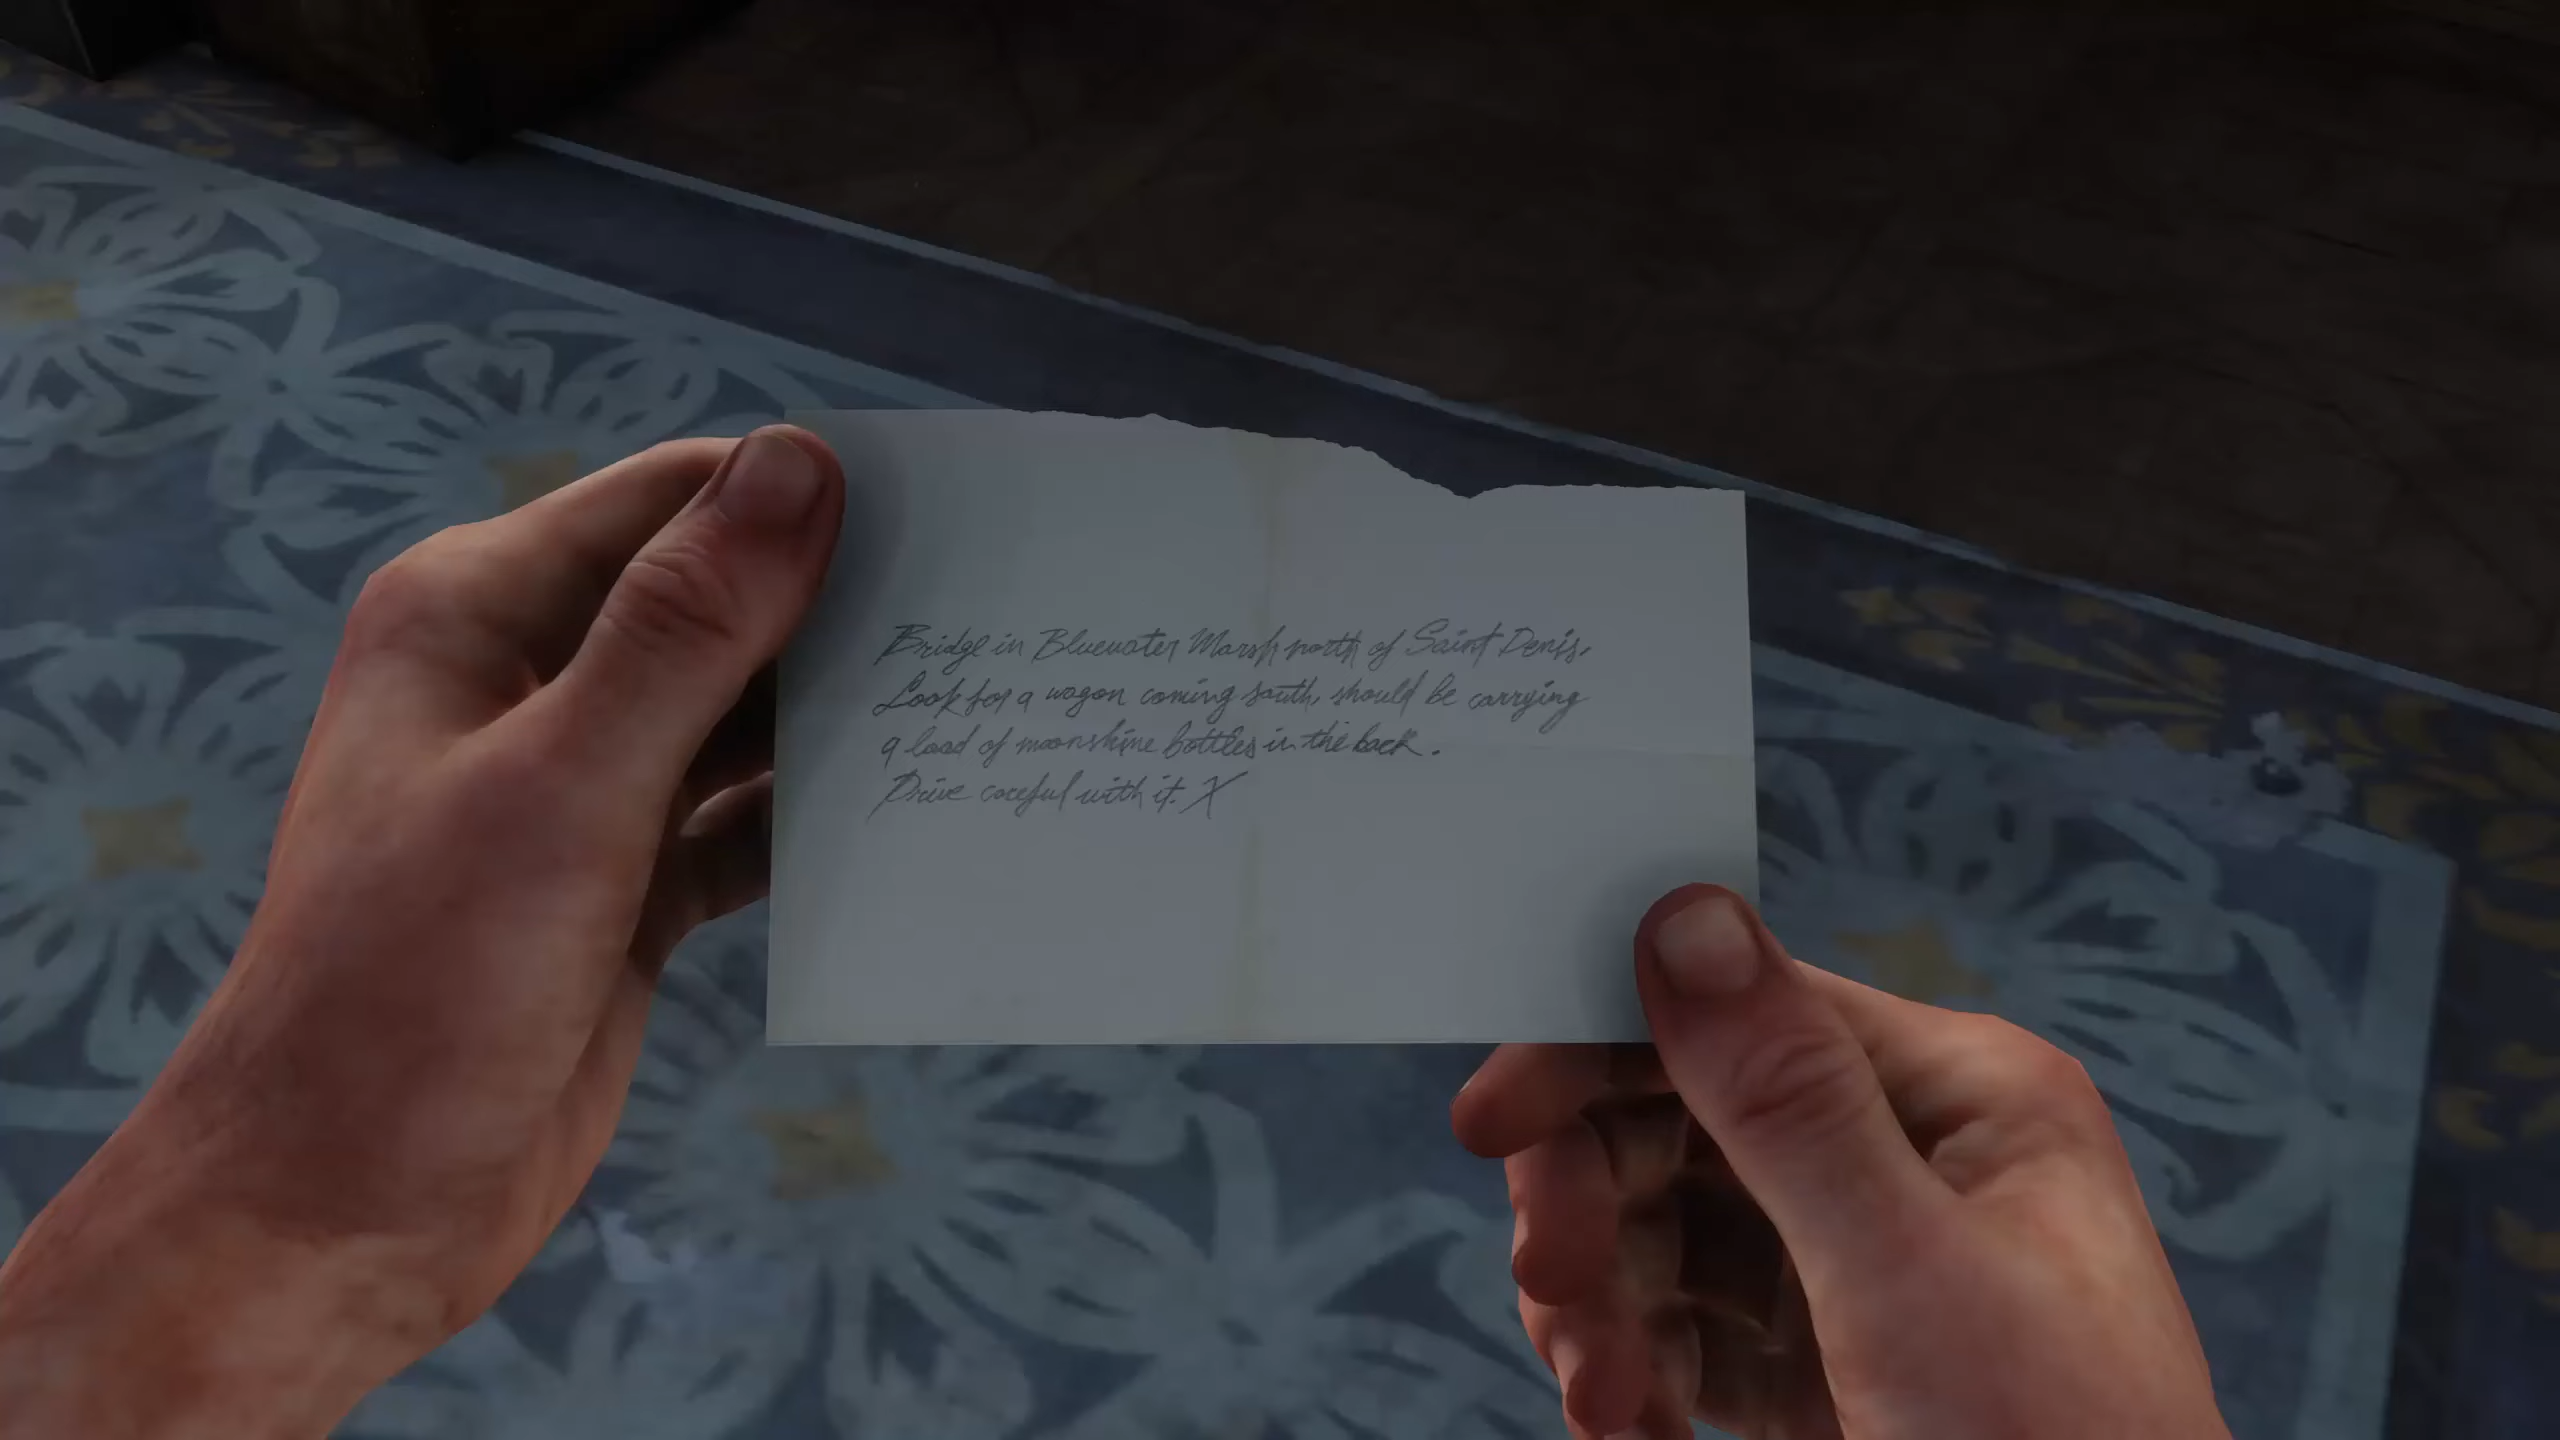 Bridge in Bluewater Marsh north of Saint Denis.
Look for a wagon coming south, should be carrying
a load of moonshine bottles in the back.
Drive careful with it. X